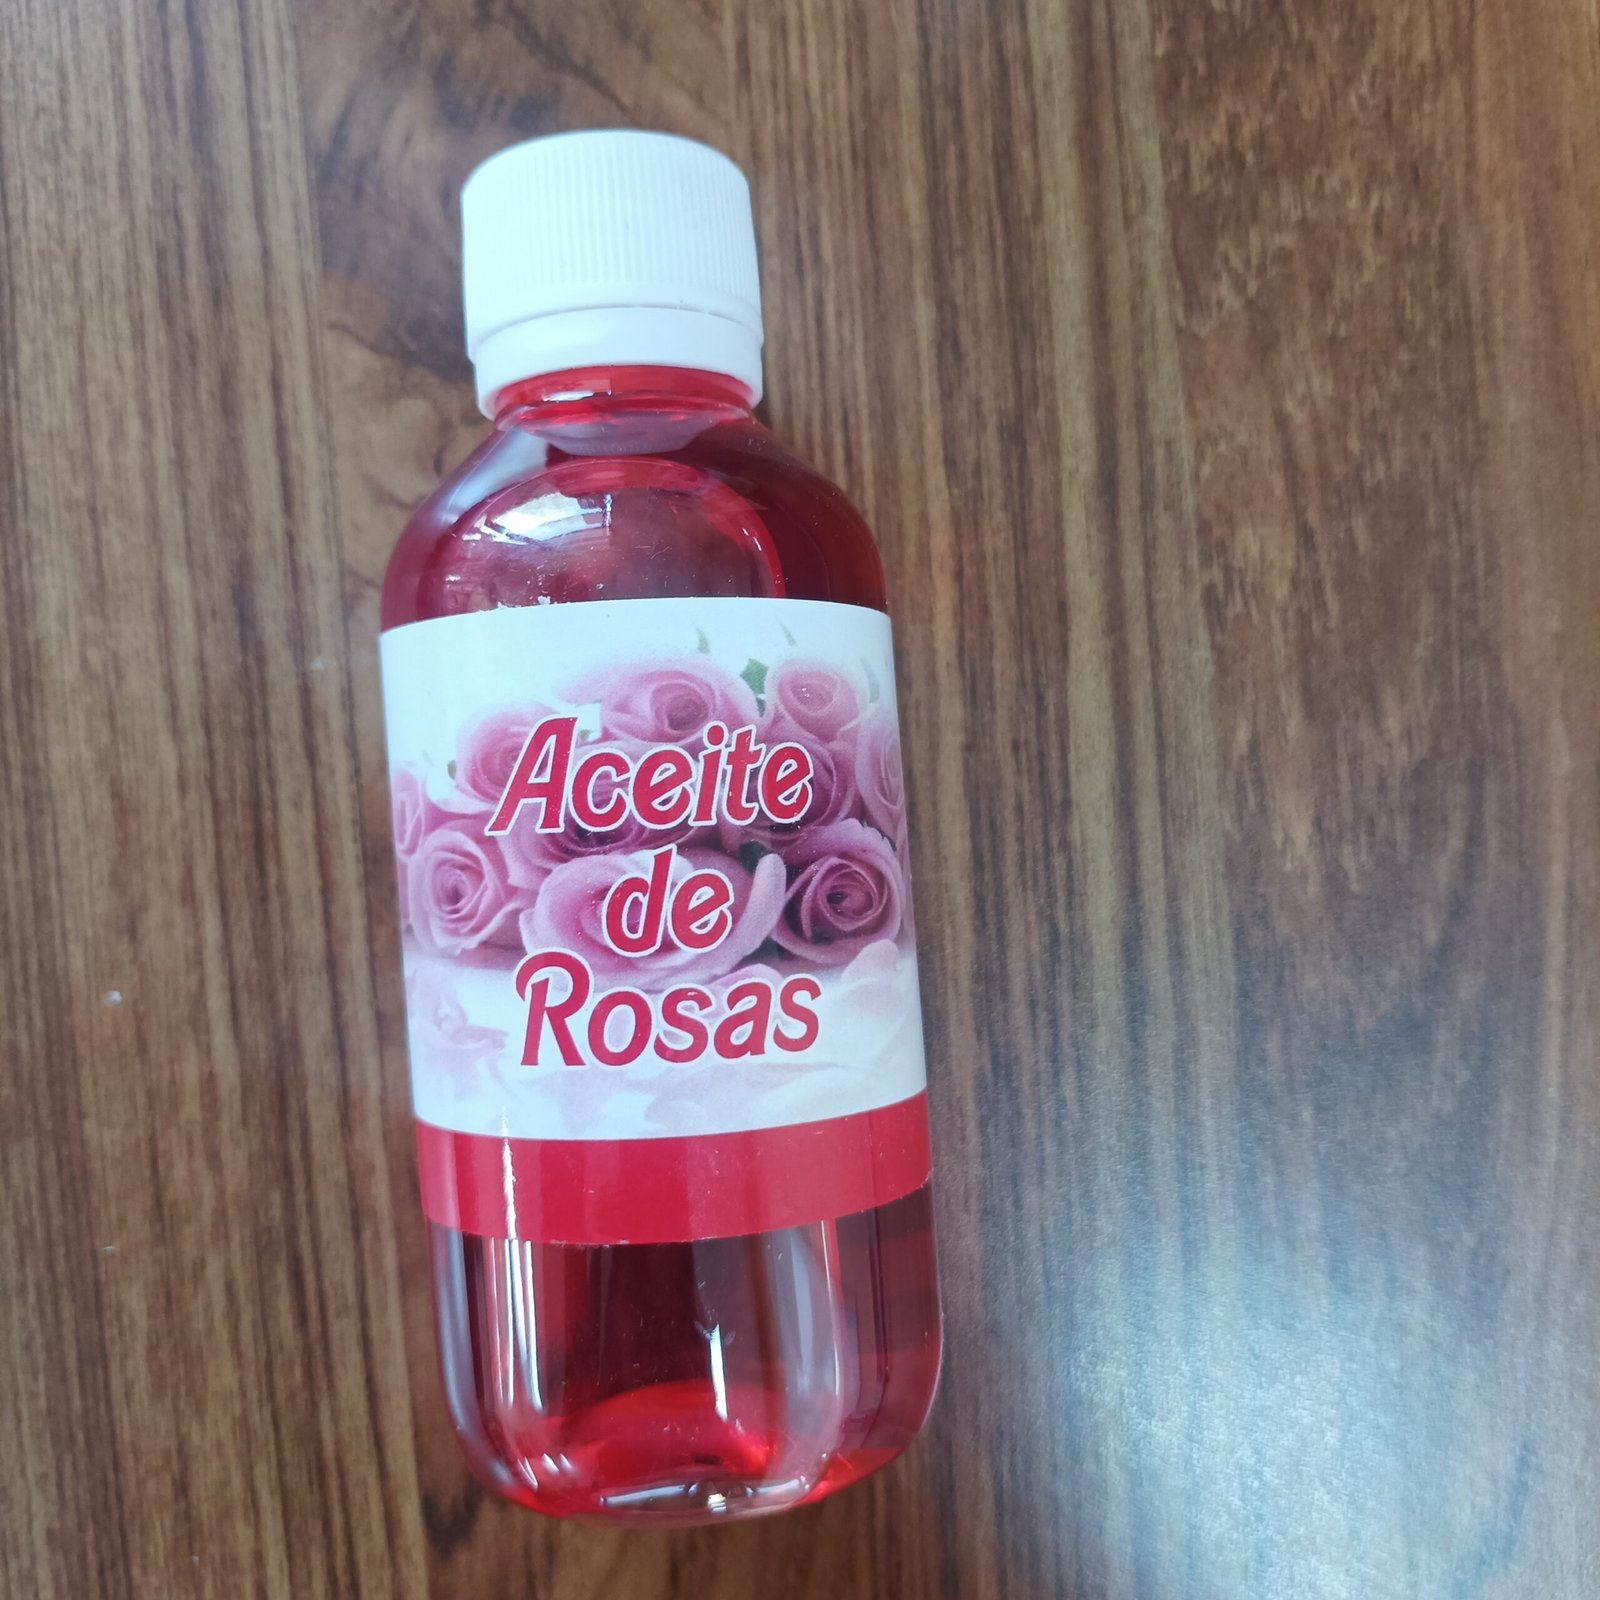 Aceite
de
Rosas